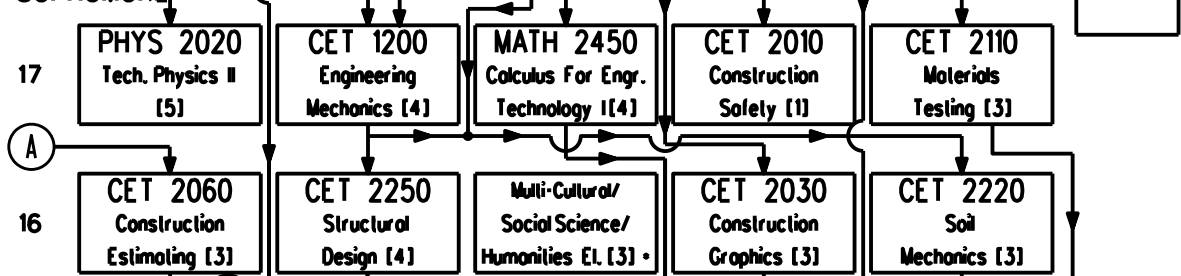 PHYS 2020
Tech. Physics II
[5]
CET 1200
Engineering
Mechanics [4]
MATH 2450
Calculus For Engr.
Technology I[4]
CET 2010
Construction
Safety [1]
CET 2110
Materials
Testing [3]
17
A
CET 2060
Construction
Estimating [3]
CET 2250
Structural
Design [4]
Multi-Cultural/
Social Science/
Humanities El. [3] *
CET 2030
Construction
Graphics [3]
CET 2220
Soil
Mechanics [3]
16